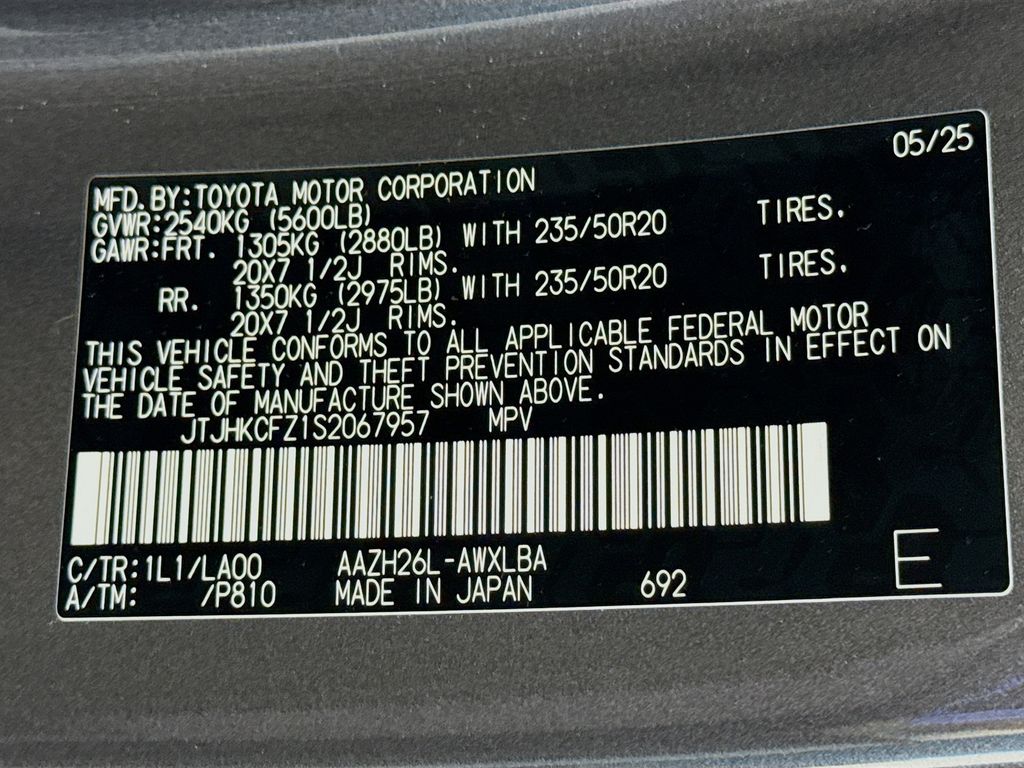 05/25
MFD.BY:TOYOTA MOTOR CORPORATION
GVWR:2540KG (5600LB)
GAWR:FRT. 1305KG (2880LB) WITH 235/50R20 TIRES.
20X7 1/2J RIMS.
RR. 1350KG (2975LB) WITH 235/50R20 TIRES.
20X7 1/2J RIMS.
THIS VEHICLE CONFORMS TO ALL APPLICABLE FEDERAL MOTOR
VEHICLE SAFETY AND THEFT PREVENTION STANDARDS IN EFFECT ON
THE DATE OF MANUFACTURE SHOWN ABOVE.
JTJHKCFZ1S2067957 MPV
C/TR:1L1/LA00 AAZH26L-AWXLBA
A/TM: /P810 MADE IN JAPAN 692 E